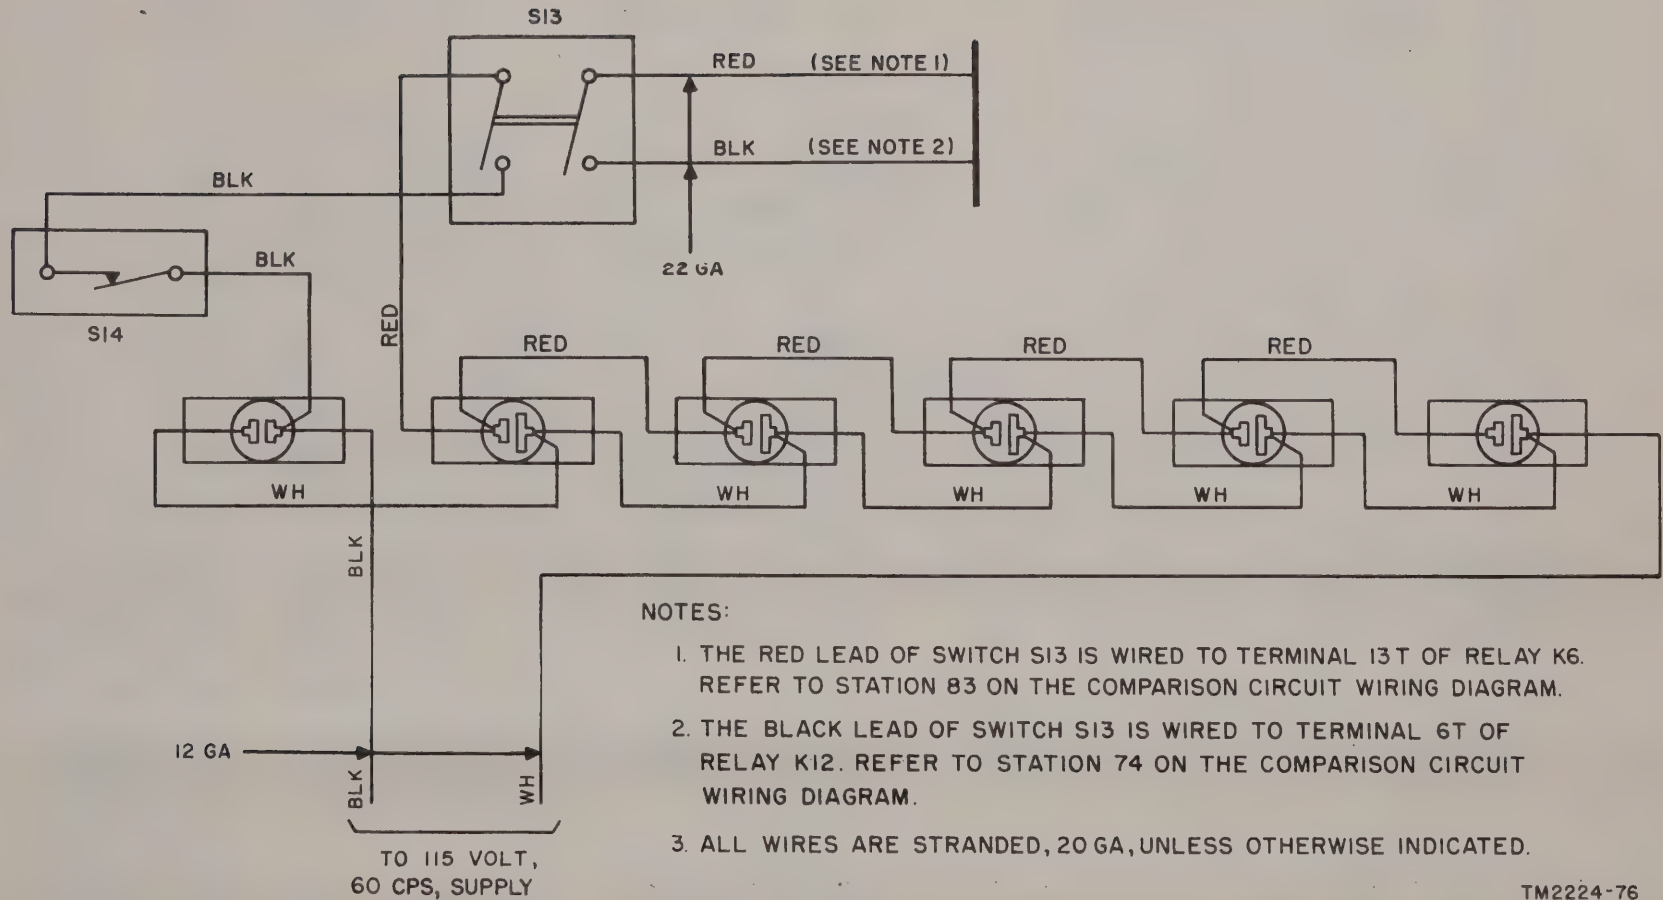 S13
RED (SEE NOTE 1)
BLK (SEE NOTE 2)
BLK
22 GA
BLK
S14
RED
RED
RED
RED
RED
WH
WH
WH
WH
WH
BLK
12 GA
BLK
WH
TO 115 VOLT,
60 CPS, SUPPLY
NOTES:
1. THE RED LEAD OF SWITCH S13 IS WIRED TO TERMINAL 13T OF RELAY K6.
REFER TO STATION 83 ON THE COMPARISON CIRCUIT WIRING DIAGRAM.
2. THE BLACK LEAD OF SWITCH S13 IS WIRED TO TERMINAL 6T OF
RELAY K12. REFER TO STATION 74 ON THE COMPARISON CIRCUIT
WIRING DIAGRAM.
3. ALL WIRES ARE STRANDED, 20 GA, UNLESS OTHERWISE INDICATED.
TM2224-76